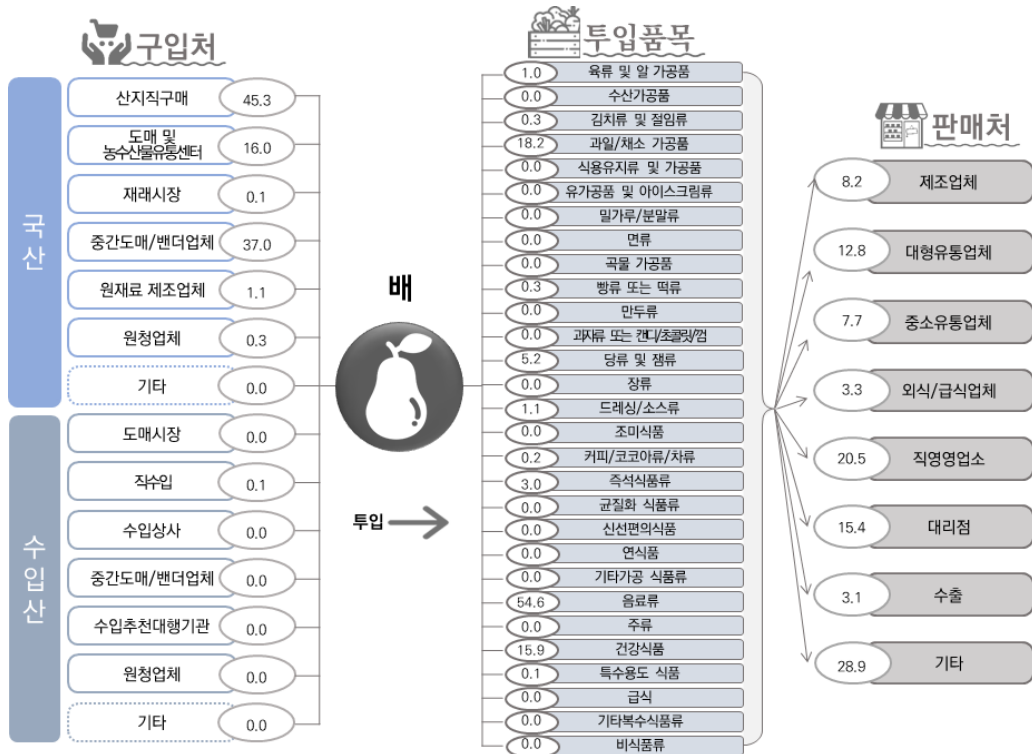 구입처
국산
산지직구매 45.3
도매 및
농수산물유통센터 16.0
재래시장 0.1
중간도매/밴더업체 37.0
원재료 제조업체 1.1
원청업체 0.3
기타 0.0
수입산
도매시장 0.0
직수입 0.1
수입상사 0.0
중간도매/밴더업체 0.0
수입추천대행기관 0.0
원청업체 0.0
기타 0.0
배
투입
투입품목
1.0 육류 및 알 가공품
0.0 수산가공품
0.3 김치류 및 절임류
18.2 과일/채소 가공품
0.0 식용유지류 및 가공품
0.0 유가공품 및 아이스크림류
0.0 밀가루/분말류
0.0 면류
0.0 곡물 가공품
0.3 빵류 또는 떡류
0.0 만두류
0.0 과자류 또는 캔디/초콜릿/껌
5.2 당류 및 잼류
0.0 장류
1.1 드레싱/소스류
0.0 조미식품
0.2 커피/코코아류/차류
3.0 즉석식품류
0.0 균질화 식품류
0.0 신선편의식품
0.0 연식품
0.0 기타가공 식품류
54.6 음료류
0.0 주류
15.9 건강식품
0.1 특수용도 식품
0.0 급식
0.0 기타복수식품류
0.0 비식품류
판매처
8.2 제조업체
12.8 대형유통업체
7.7 중소유통업체
3.3 외식/급식업체
20.5 직영영업소
15.4 대리점
3.1 수출
28.9 기타